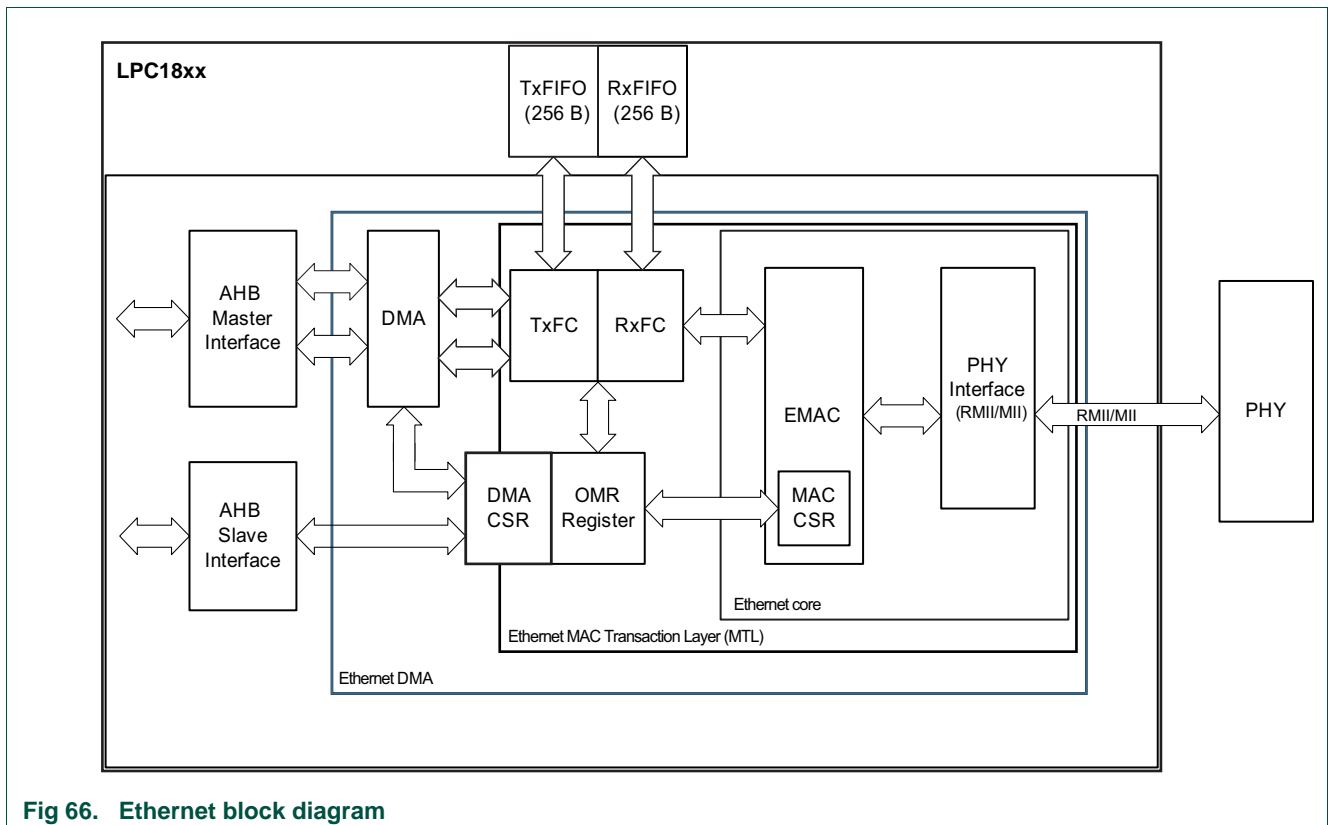 LPC18xx
TxFIFO
(256 B)
RxFIFO
(256 B)
AHB
Master
Interface
DMA
TxFC
RxFC
EMAC
PHY
Interface
(RMII/MII)
RMII/MII
PHY
AHB
Slave
Interface
DMA
CSR
OMR
Register
MAC
CSR
Ethernet core
Ethernet MAC Transaction Layer (MTL)
Ethernet DMA
Fig 66. Ethernet block diagram